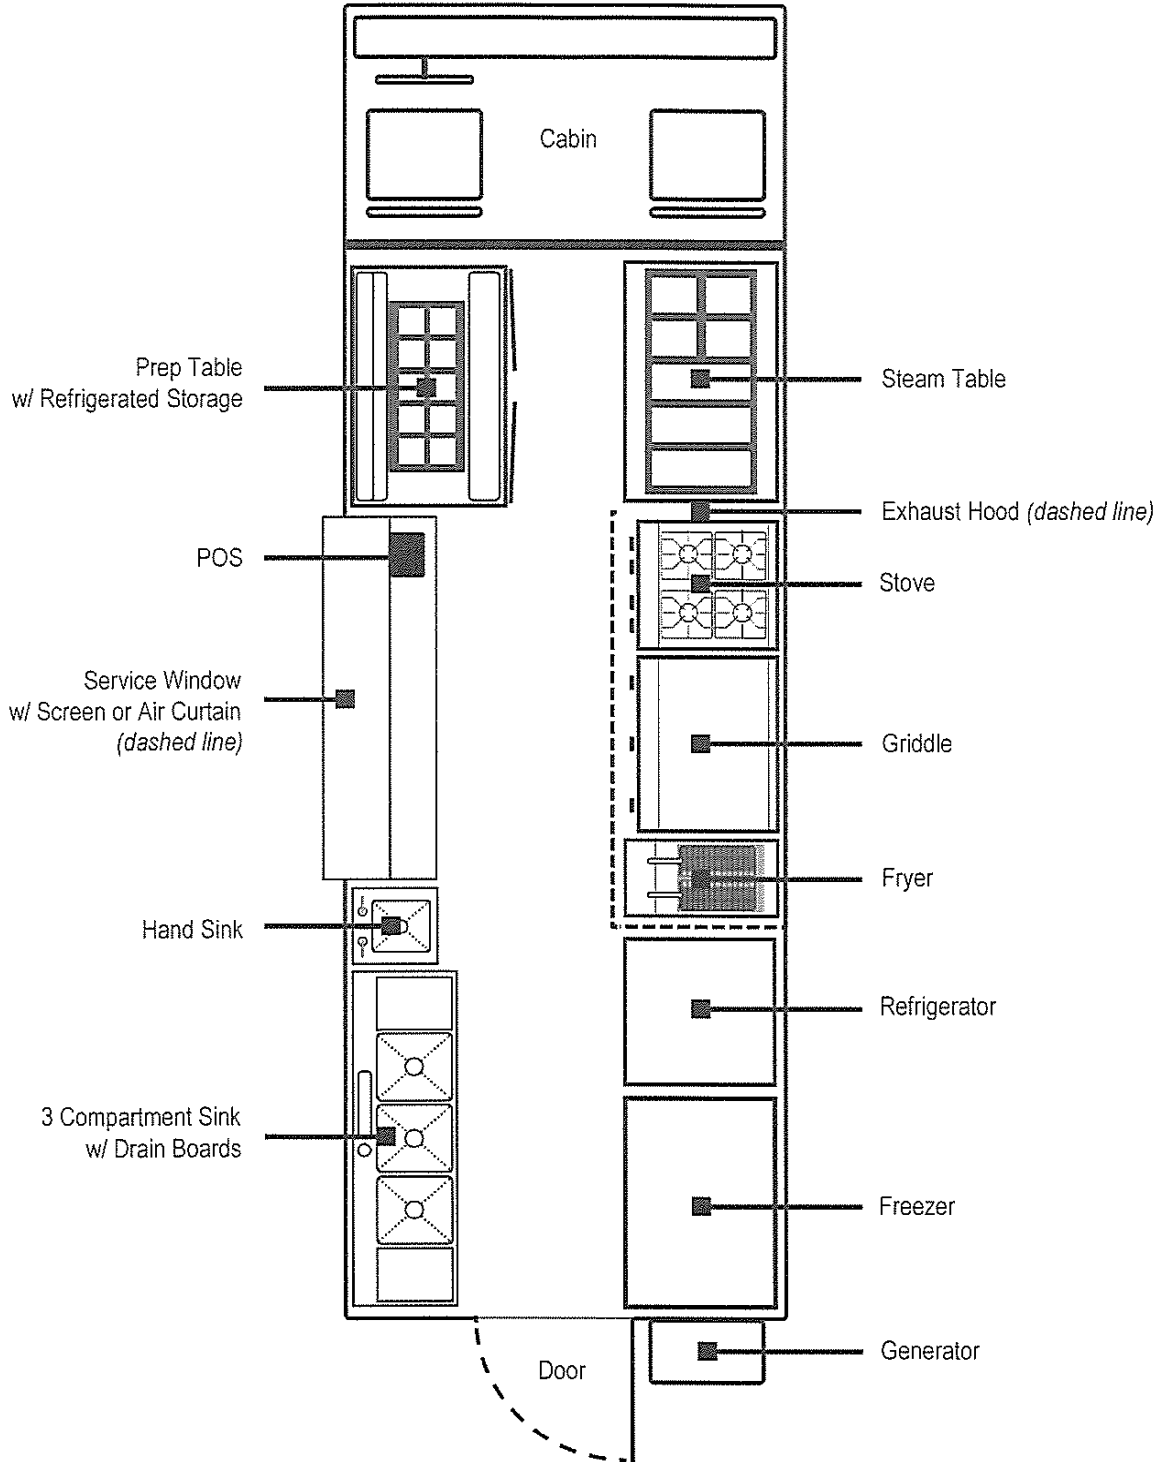 Cabin
Prep Table
w/ Refrigerated Storage
Steam Table
Exhaust Hood (dashed line)
POS
Stove
Service Window
w/ Screen or Air Curtain
(dashed line)
Griddle
Fryer
Hand Sink
Refrigerator
3 Compartment Sink
w/ Drain Boards
Freezer
Generator
Door